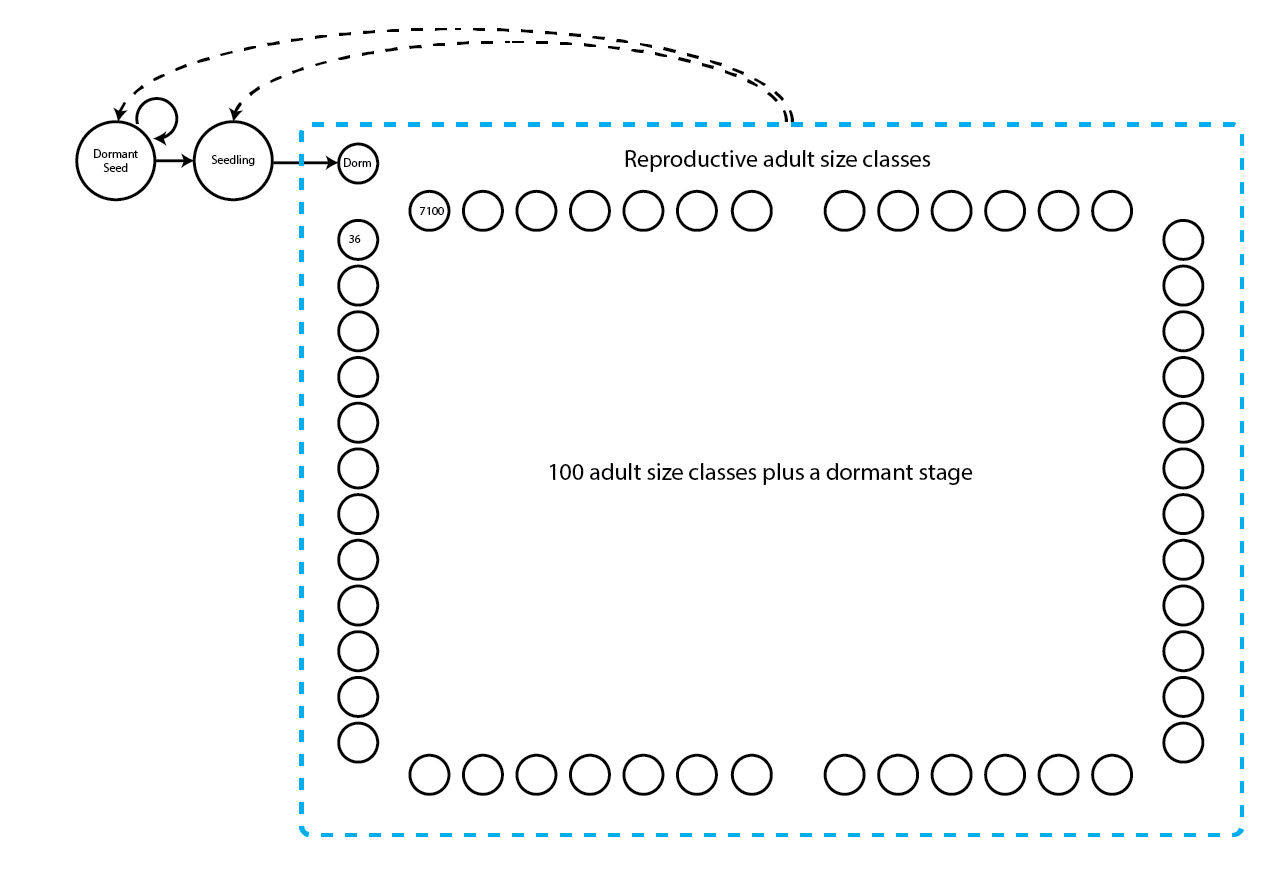 Dormant
Seed
Seedling
Dorm
Reproductive adult size classes
7100
36
100 adult size classes plus a dormant stage